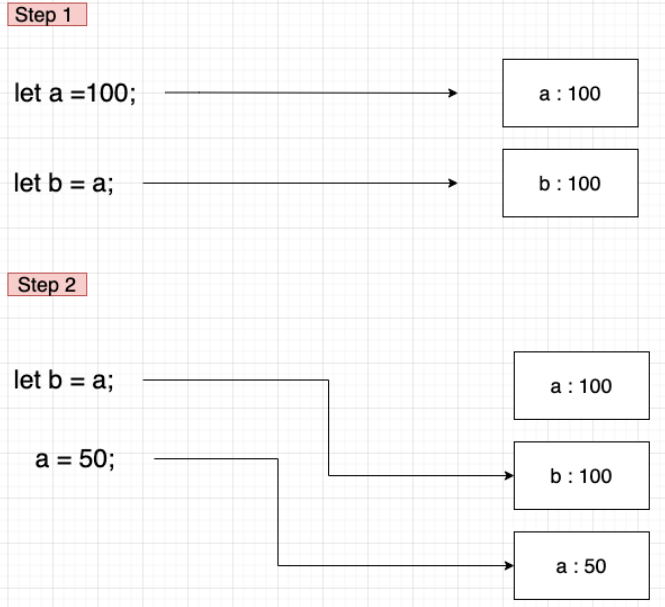 Step 1
let a =100;
a : 100
let b = a;
b : 100
Step 2
let b = a;
a : 100
a = 50;
b : 100
a : 50